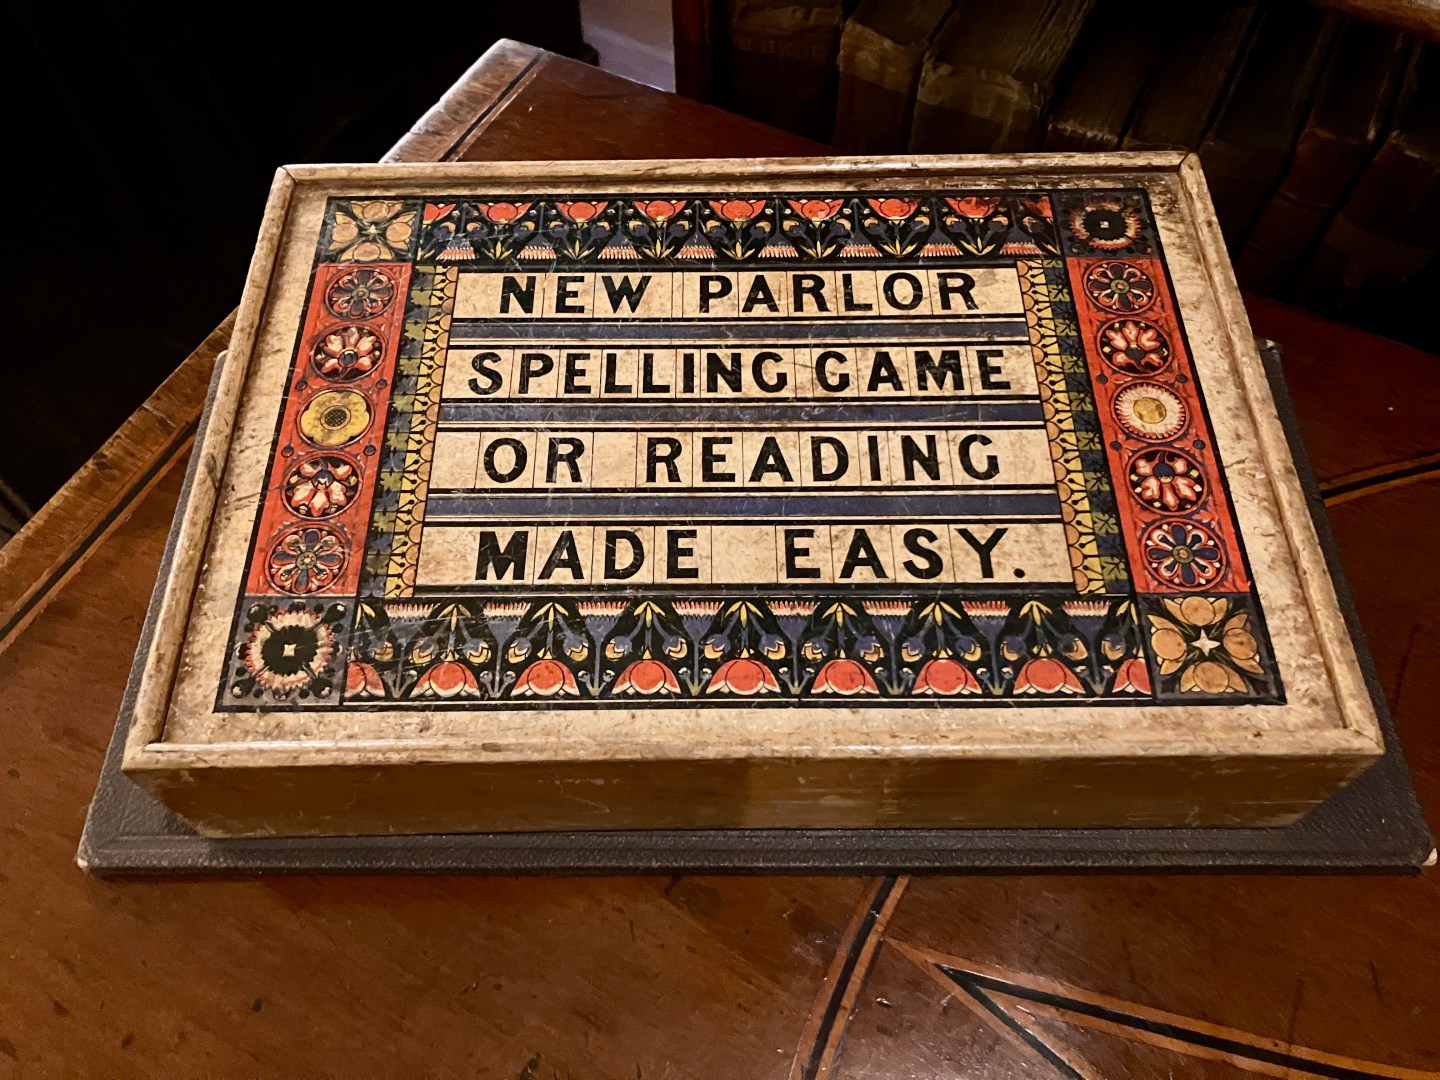 NEW PARLOR
SPELLING GAME
OR READING
MADE EASY.